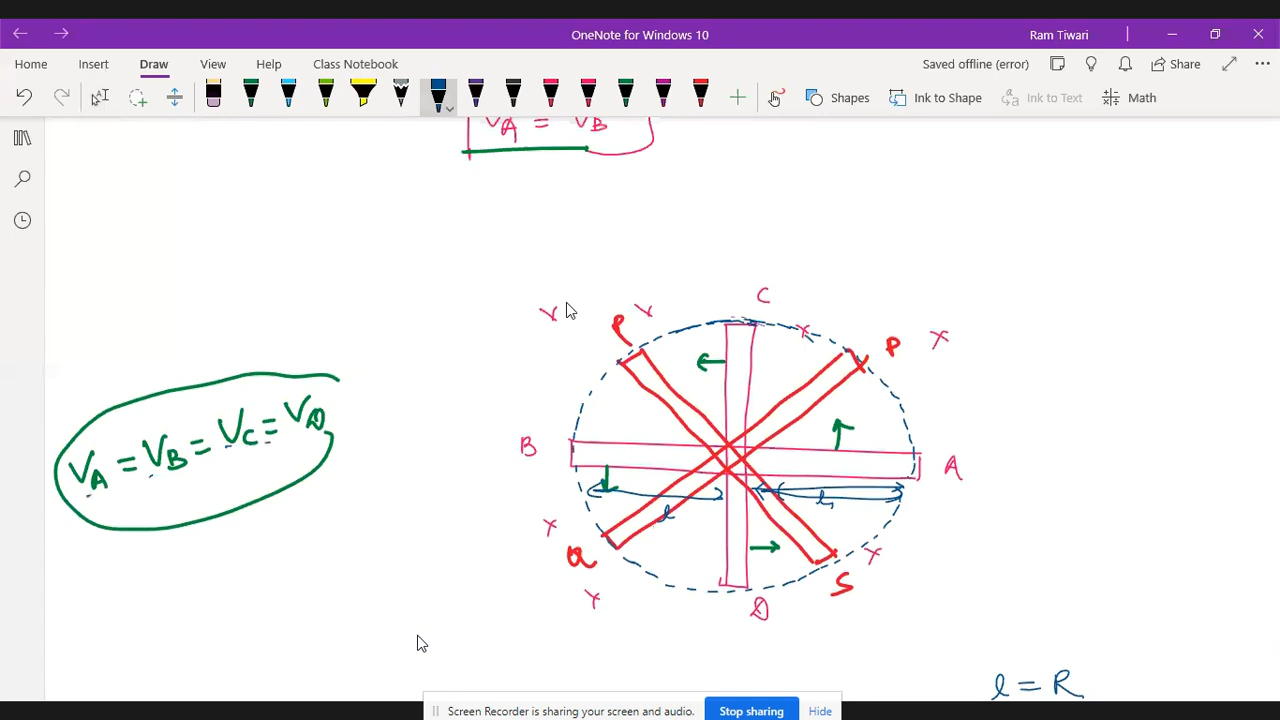 OneNote for Windows 10
Ram Tiwari
Home Insert Draw View Help Class Notebook
Saved offline (error)
Share
Shapes
Ink to Shape
Ink to Text
Math
VA = VB
C
x
x
P
P
B
A
VA = VB = VC = VD
l
l
x
x
Q
S
D
l = R
Screen Recorder is sharing your screen and audio.
Stop sharing
Hide